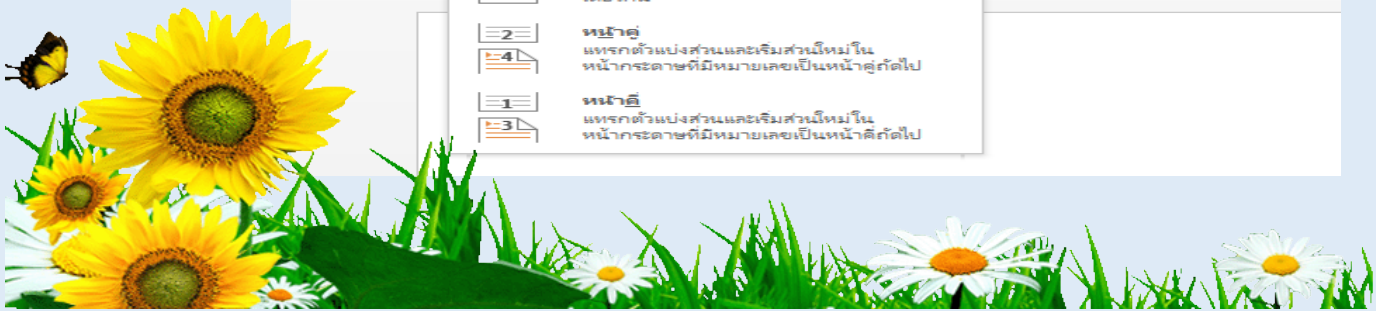 2
4
หน้าคู่
แทรกตัวแบ่งส่วนและเริ่มส่วนใหม่ใน
หน้ากระดาษที่มีหมายเลขเป็นหน้าคู่ถัดไป
1
3
หน้าคี่
แทรกตัวแบ่งส่วนและเริ่มส่วนใหม่ใน
หน้ากระดาษที่มีหมายเลขเป็นหน้าคี่ถัดไป